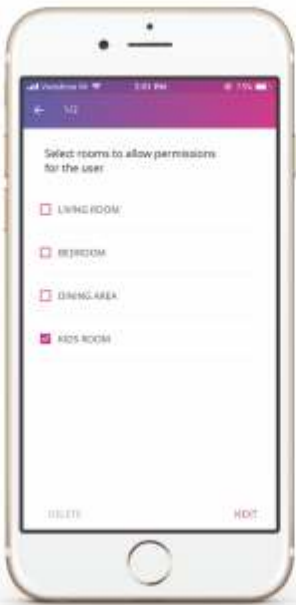 1/2
Select rooms to allow permissions
for the user
LIVING ROOM
BEDROOM
DINING AREA
KIDS ROOM
DELETE
NEXT